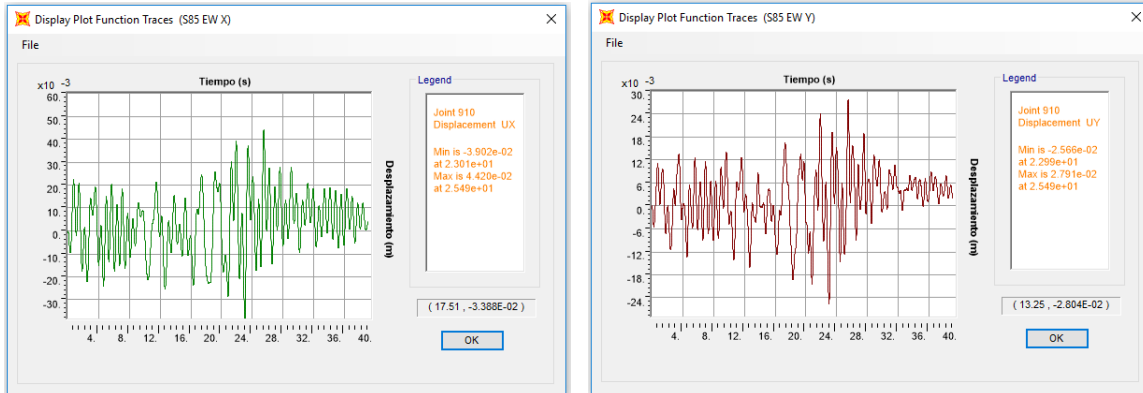 Display Plot Function Traces (S85 EW X)
File
Legend
x10 -3
Tiempo (s)
60.
50.
40.
30.
20.
10.
0.
-10.
-20.
-30.
4. 8. 12. 16. 20. 24. 28. 32. 36. 40.
Desplazamiento (m)
Joint 910
Displacement UX
Min is -3.902e-02
at 2.301e+01
Max is 4.420e-02
at 2.549e+01
( 17.51 , -3.388E-02 )
OK
Display Plot Function Traces (S85 EW Y)
File
Legend
x10 -3
Tiempo (s)
30.
24.
18.
12.
6.
0.
-6.
-12.
-18.
-24.
4. 8. 12. 16. 20. 24. 28. 32. 36. 40.
Desplazamiento (m)
Joint 910
Displacement UY
Min is -2.566e-02
at 2.299e+01
Max is 2.791e-02
at 2.549e+01
( 13.25 , -2.804E-02 )
OK